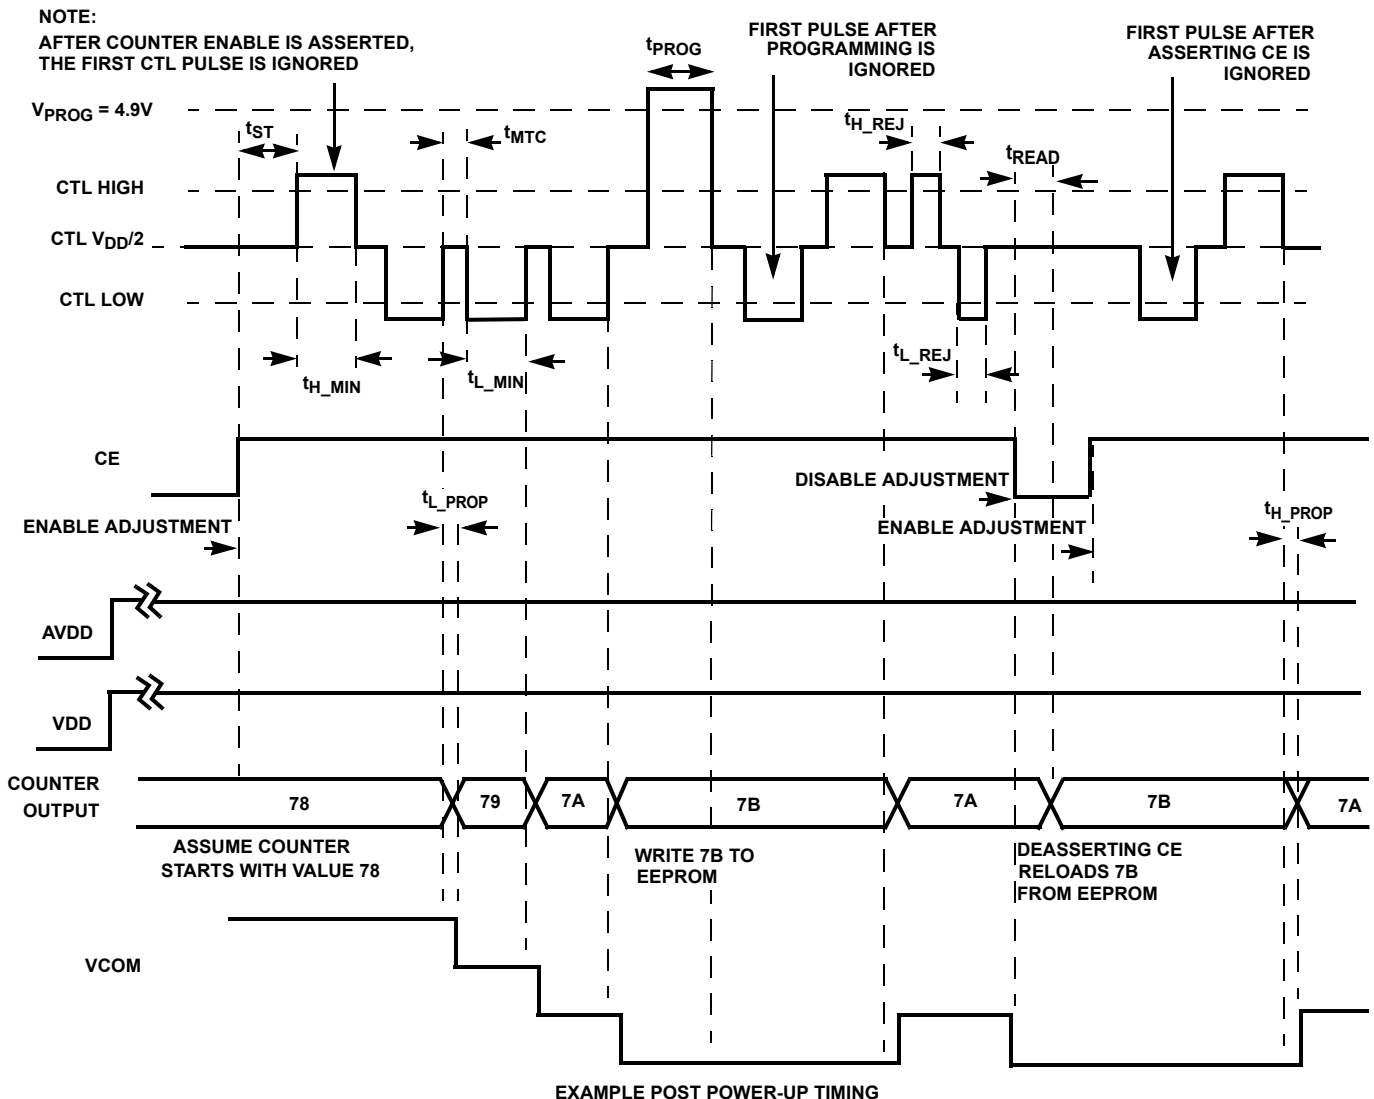 NOTE:
AFTER COUNTER ENABLE IS ASSERTED,
THE FIRST CTL PULSE IS IGNORED
tPROG
FIRST PULSE AFTER
PROGRAMMING IS
IGNORED
FIRST PULSE AFTER
ASSERTING CE IS
IGNORED
VPROG = 4.9V
tST
tMTC
tH_REJ
tREAD
CTL HIGH
CTL VDD/2
CTL LOW
tH_MIN
tL_MIN
tL_REJ
CE
tL_PROP
DISABLE ADJUSTMENT
tH_PROP
ENABLE ADJUSTMENT
ENABLE ADJUSTMENT
AVDD
VDD
COUNTER
OUTPUT
78
79
7A
7B
7A
7B
7A
ASSUME COUNTER
STARTS WITH VALUE 78
WRITE 7B TO
EEPROM
DEASSERTING CE
RELOADS 7B
FROM EEPROM
VCOM
EXAMPLE POST POWER-UP TIMING